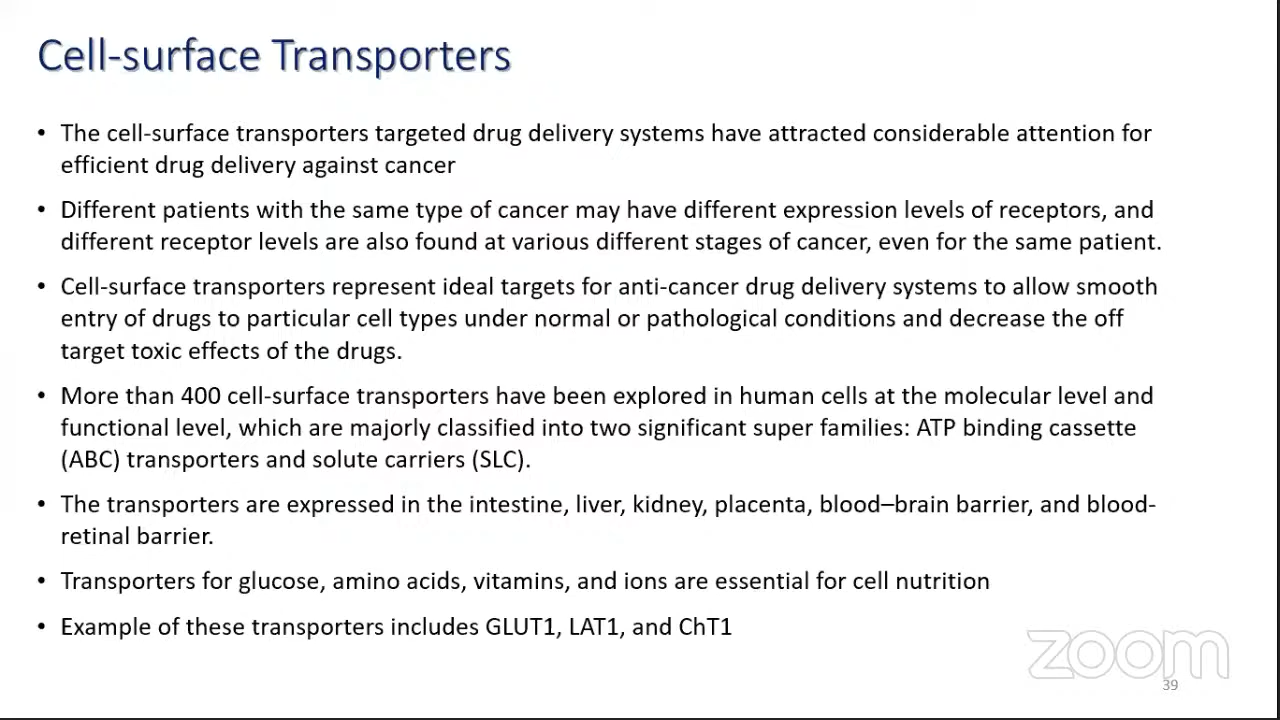 Cell-surface Transporters
• The cell-surface transporters targeted drug delivery systems have attracted considerable attention for
efficient drug delivery against cancer
• Different patients with the same type of cancer may have different expression levels of receptors, and
different receptor levels are also found at various different stages of cancer, even for the same patient.
• Cell-surface transporters represent ideal targets for anti-cancer drug delivery systems to allow smooth
entry of drugs to particular cell types under normal or pathological conditions and decrease the off
target toxic effects of the drugs.
• More than 400 cell-surface transporters have been explored in human cells at the molecular level and
functional level, which are majorly classified into two significant super families: ATP binding cassette
(ABC) transporters and solute carriers (SLC).
• The transporters are expressed in the intestine, liver, kidney, placenta, blood–brain barrier, and blood-
retinal barrier.
• Transporters for glucose, amino acids, vitamins, and ions are essential for cell nutrition
• Example of these transporters includes GLUT1, LAT1, and ChT1
zoom
39